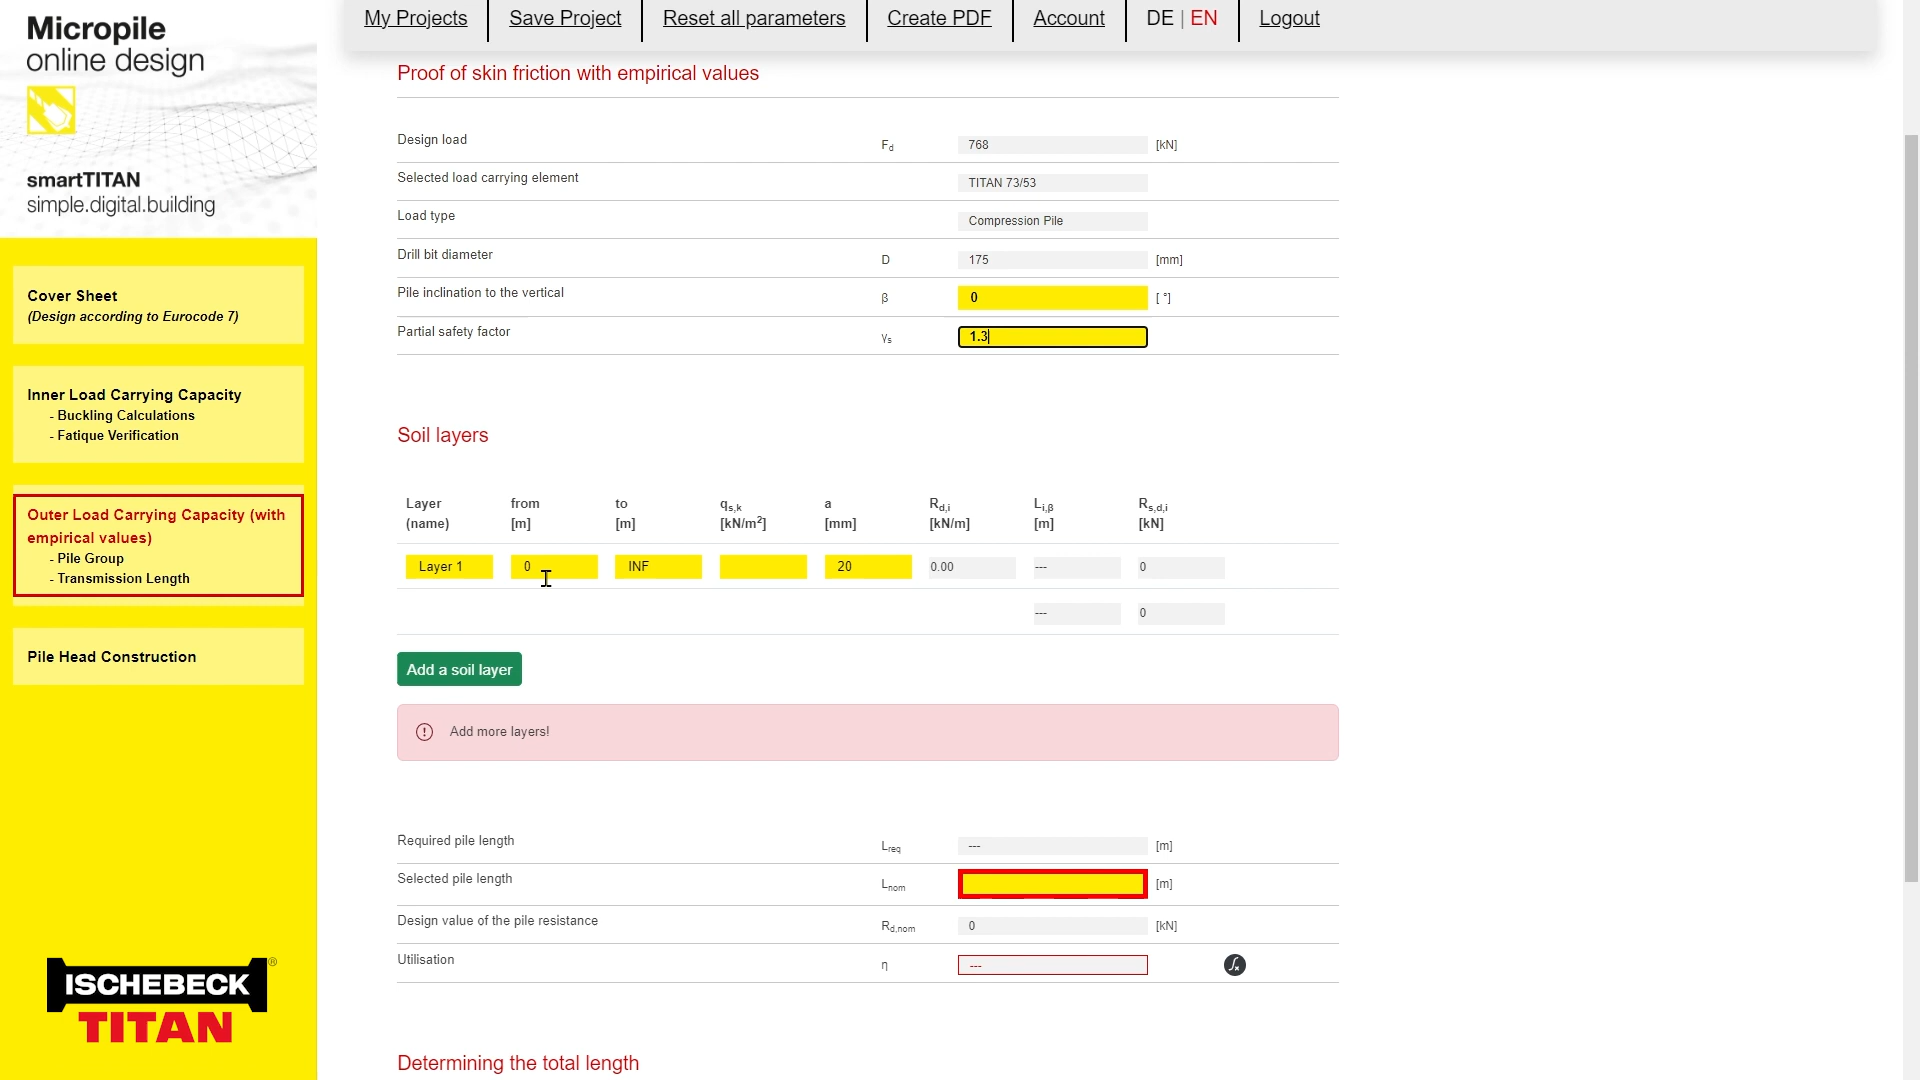 Micropile
online design
smartTITAN
simple.digital.building
Cover Sheet
(Design according to Eurocode 7)
Inner Load Carrying Capacity
- Buckling Calculations
- Fatique Verification
Outer Load Carrying Capacity (with
empirical values)
- Pile Group
- Transmission Length
Pile Head Construction
ISCHEBECK®
TITAN
My Projects
Save Project
Reset all parameters
Create PDF
Account
DE | EN
Logout
Proof of skin friction with empirical values
Design load Fd 768 [kN]
Selected load carrying element TITAN 73/53
Load type Compression Pile
Drill bit diameter D 175 [mm]
Pile inclination to the vertical β 0 [ °]
Partial safety factor γs 1.3
Soil layers
Layer from to qs,k a Rd,i Li,β Rs,d,i
(name) [m] [m] [kN/m²] [mm] [kN/m] [m] [kN]
Layer 1 0 INF 20 0.00 --- 0
--- 0
Add a soil layer
Add more layers!
Required pile length Lreq --- [m]
Selected pile length Lnom [m]
Design value of the pile resistance Rd,nom 0 [kN]
Utilisation η ---
Determining the total length